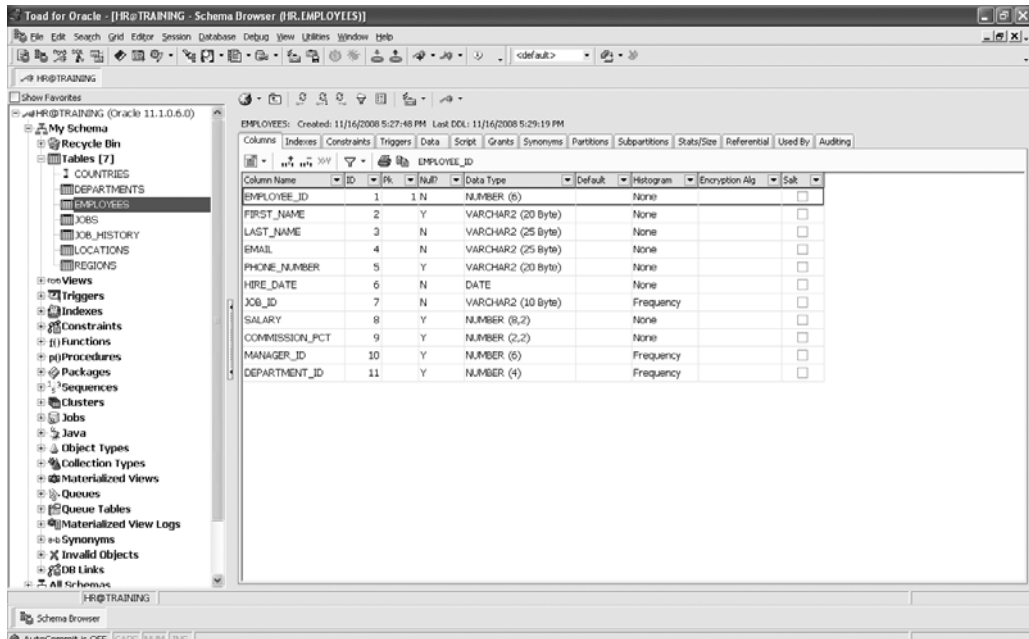 Toad for Oracle - [HR@TRAINING - Schema Browser (HR.EMPLOYEES)]
File Edit Search Grid Editor Session Database Debug View Utilities Window Help
<default>
HR@TRAINING
Show Favorites
HR@TRAINING (Oracle 11.1.0.6.0)
My Schema
Recycle Bin
Tables [7]
COUNTRIES
DEPARTMENTS
EMPLOYEES
JOBS
JOB_HISTORY
LOCATIONS
REGIONS
Views
Triggers
Indexes
Constraints
f() Functions
p() Procedures
Packages
Sequences
Clusters
Jobs
Java
Object Types
Collection Types
Materialized Views
Queues
Queue Tables
Materialized View Logs
Synonyms
Invalid Objects
DB Links
All Schemas
EMPLOYEES: Created: 11/16/2008 5:27:48 PM Last DDL: 11/16/2008 5:29:19 PM
Columns Indexes Constraints Triggers Data Script Grants Synonyms Partitions Subpartitions Stats/Size Referential Used By Auditing
EMPLOYEE_ID
Column Name ID Pk Null? Data Type Default Histogram Encryption Alg Salt
EMPLOYEE_ID 1 1 N NUMBER (6) None
FIRST_NAME 2 Y VARCHAR2 (20 Byte) None
LAST_NAME 3 N VARCHAR2 (25 Byte) None
EMAIL 4 N VARCHAR2 (25 Byte) None
PHONE_NUMBER 5 Y VARCHAR2 (20 Byte) None
HIRE_DATE 6 N DATE None
JOB_ID 7 N VARCHAR2 (10 Byte) Frequency
SALARY 8 Y NUMBER (8,2) None
COMMISSION_PCT 9 Y NUMBER (2,2) None
MANAGER_ID 10 Y NUMBER (6) Frequency
DEPARTMENT_ID 11 Y NUMBER (4) Frequency
HR@TRAINING
Schema Browser
AutoCommit is OFF CAPS NUM INS